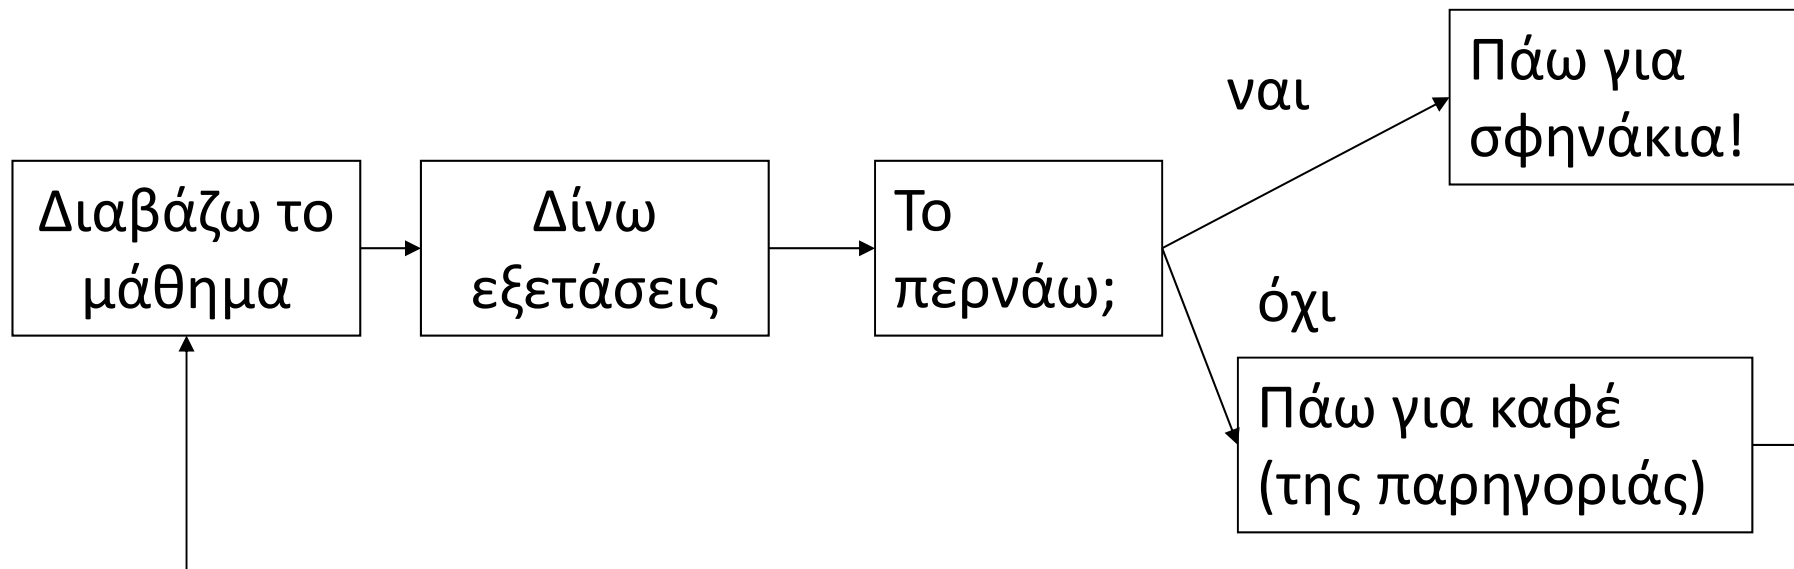 Διαβάζω το
μάθημα
Δίνω
εξετάσεις
Το
περνάω;
ναι
Πάω για
σφηνάκια!
όχι
Πάω για καφέ
(της παρηγοριάς)